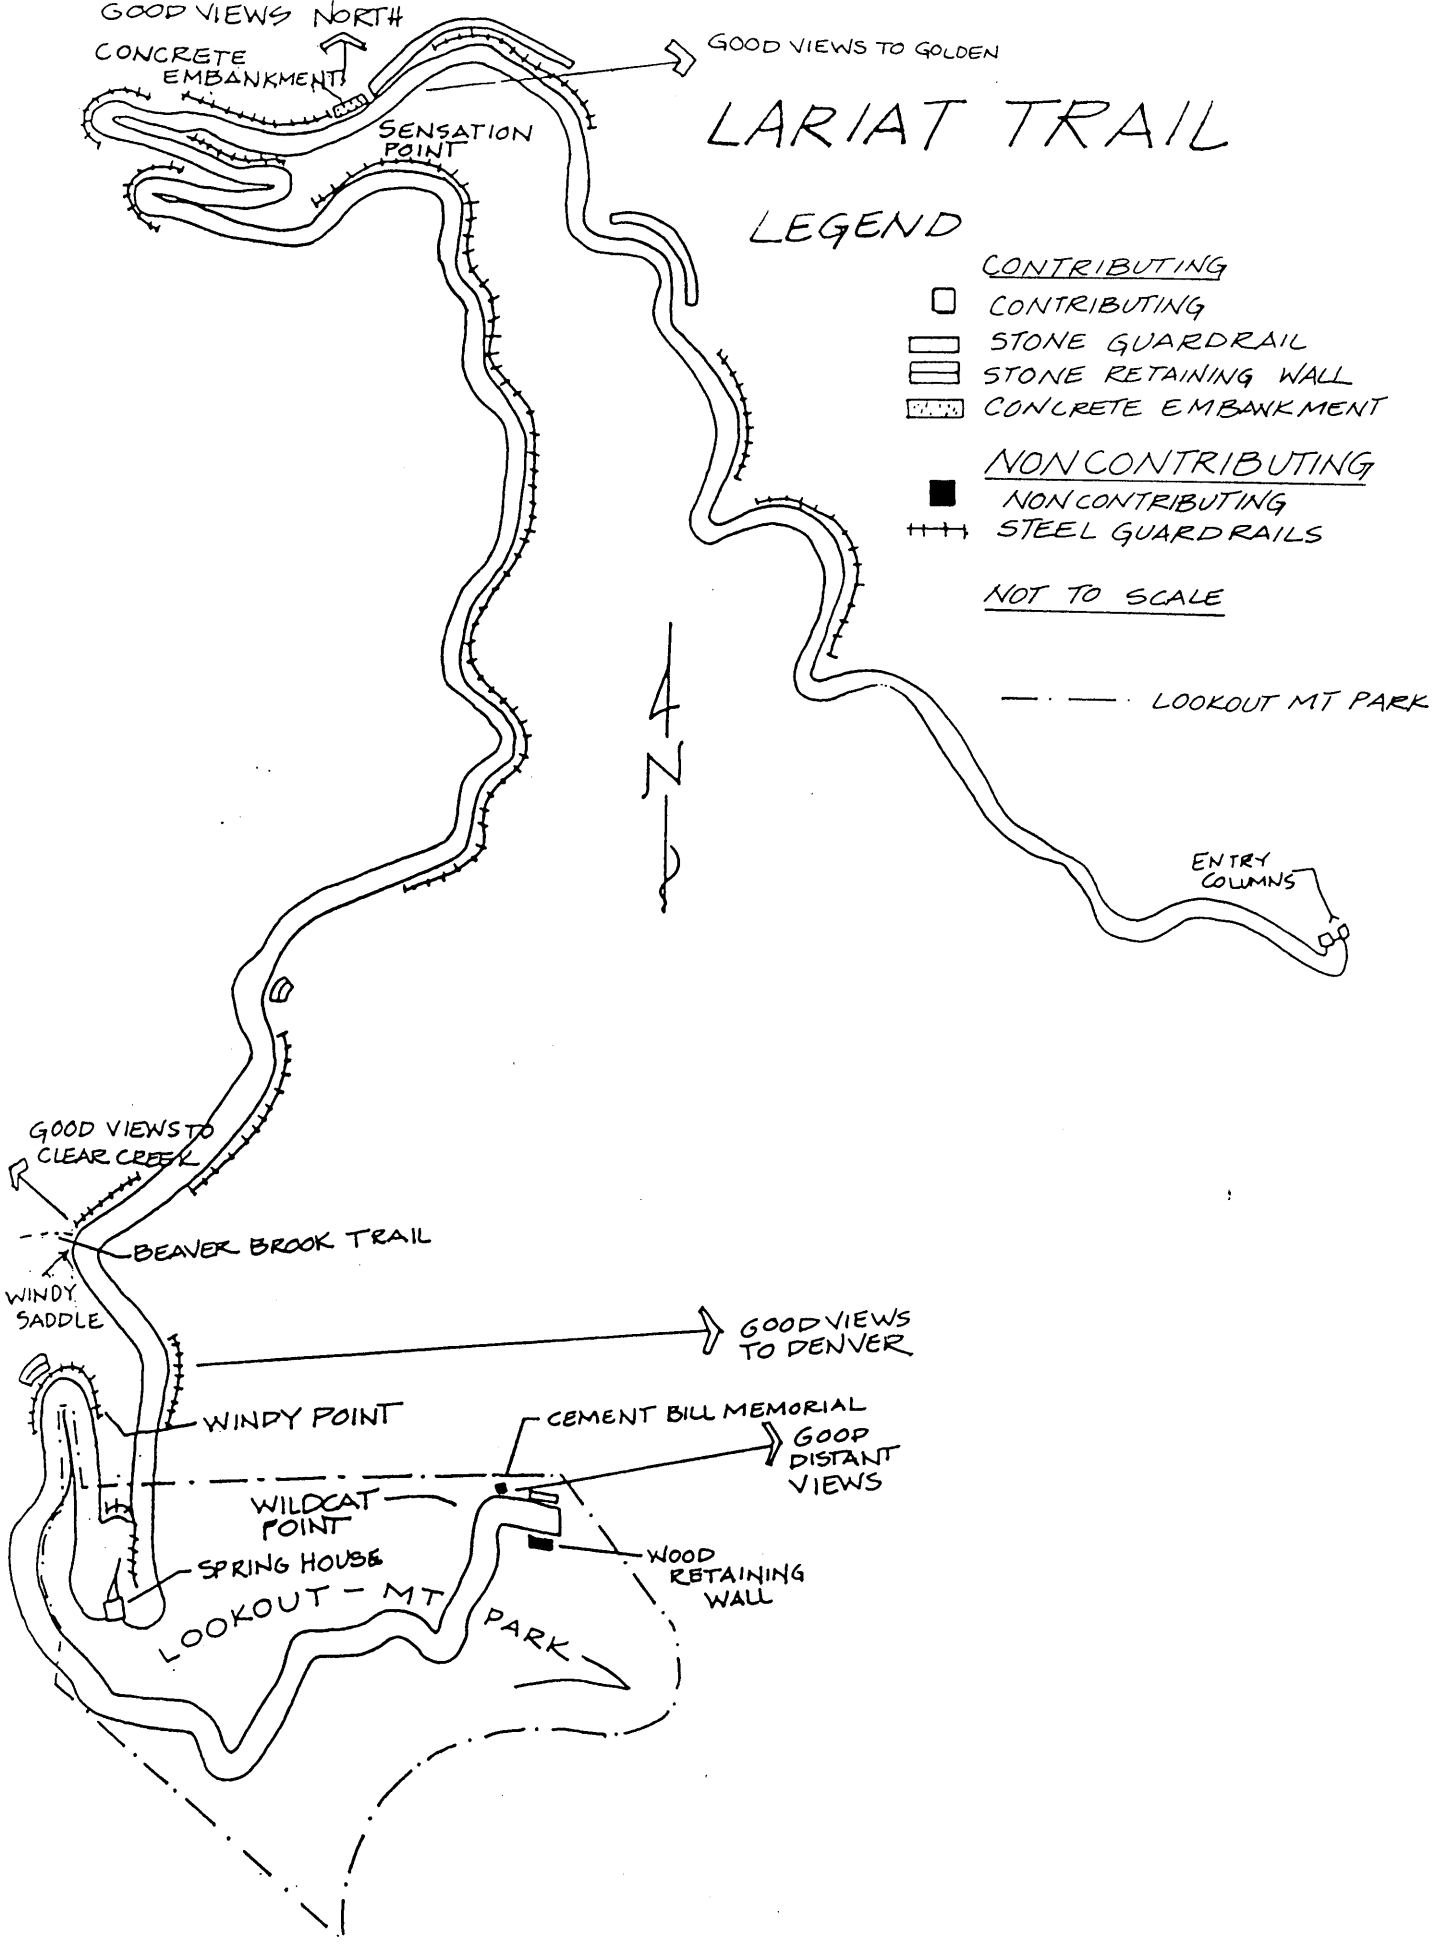 GOOD VIEWS NORTH
CONCRETE
EMBANKMENT
GOOD VIEWS TO GOLDEN
LARIAT TRAIL
SENSATION
POINT
LEGEND
CONTRIBUTING
CONTRIBUTING
STONE GUARDRAIL
STONE RETAINING WALL
CONCRETE EMBANKMENT
NONCONTRIBUTING
NONCONTRIBUTING
STEEL GUARDRAILS
NOT TO SCALE
LOOKOUT MT PARK
N
ENTRY
COLUMNS
GOOD VIEWS TO
CLEAR CREEK
BEAVER BROOK TRAIL
WINDY
SADDLE
GOOD VIEWS
TO DENVER
WINDY POINT
CEMENT BILL MEMORIAL
GOOD
DISTANT
VIEWS
WILDCAT
POINT
SPRING HOUSE
WOOD
RETAINING
WALL
LOOKOUT - MT PARK